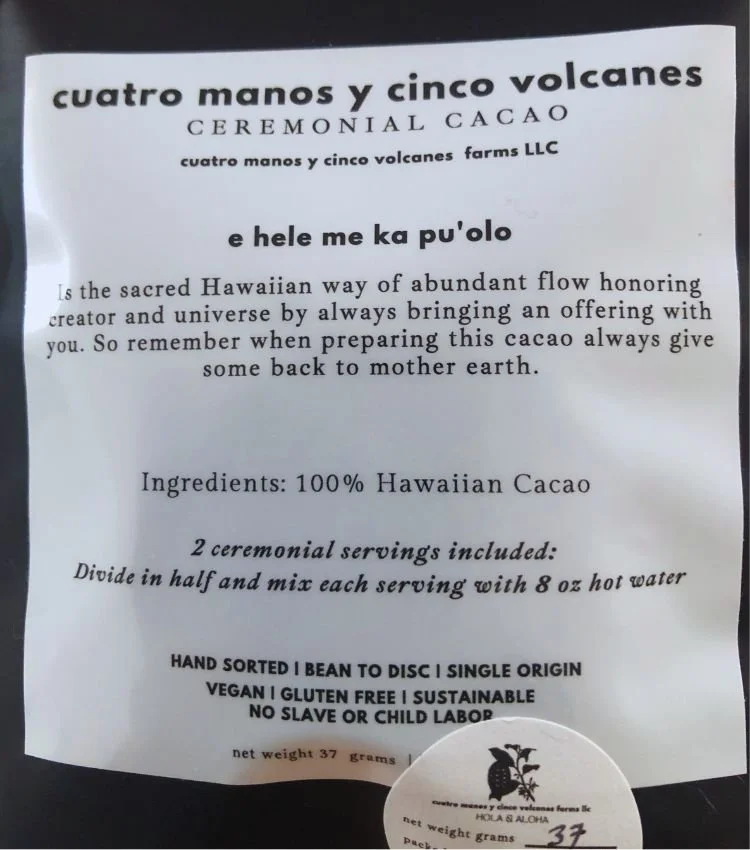 cuatro manos y cinco volcanes
CEREMONIAL CACAO
cuatro manos y cinco volcanes farms LLC
e hele me ka pu'olo
Is the sacred Hawaiian way of abundant flow honoring
creator and universe by always bringing an offering with
you. So remember when preparing this cacao always give
some back to mother earth.
Ingredients: 100% Hawaiian Cacao
2 ceremonial servings included:
Divide in half and mix each serving with 8 oz hot water
HAND SORTED | BEAN TO DISC | SINGLE ORIGIN
VEGAN | GLUTEN FREE | SUSTAINABLE
NO SLAVE OR CHILD LABOR
net weight 37 grams |
cuatro manos y cinco volcanes farms llc
HOLA & ALOHA
net weight grams 37